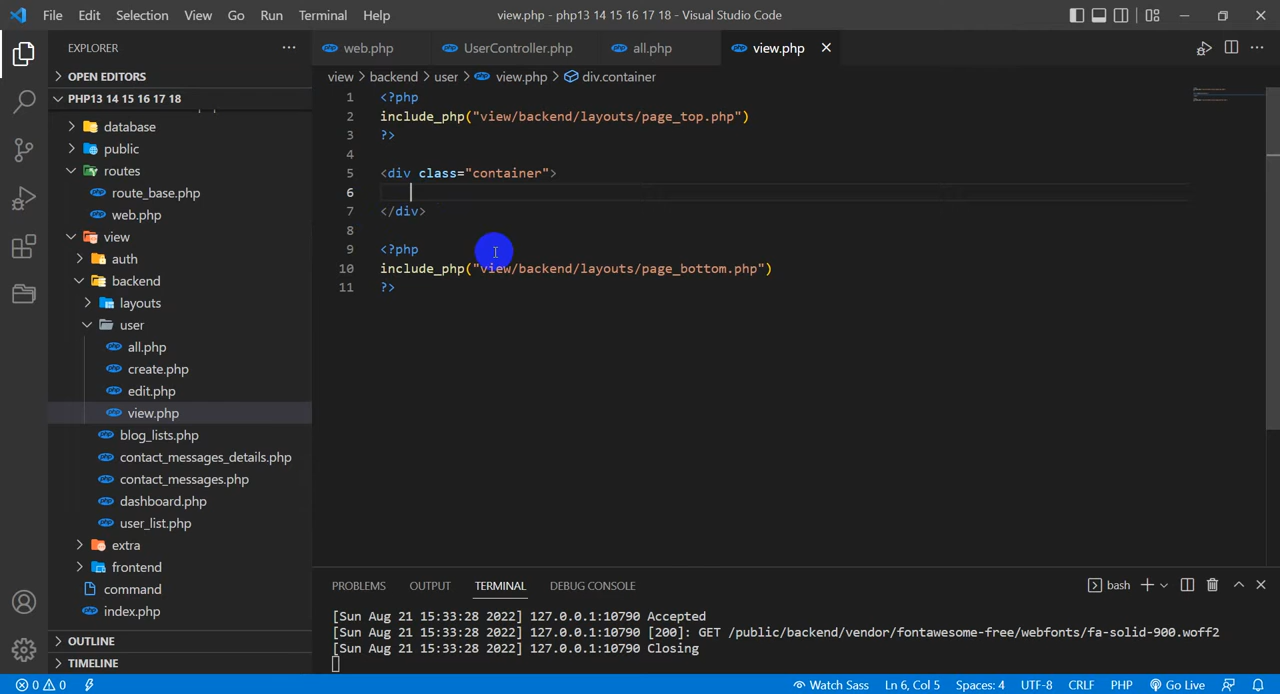 File Edit Selection View Go Run Terminal Help view.php - php13 14 15 16 17 18 - Visual Studio Code
EXPLORER
web.php UserController.php all.php view.php
OPEN EDITORS
view > backend > user > view.php > div.container
PHP13 14 15 16 17 18
database
public
routes
route_base.php
web.php
view
auth
backend
layouts
user
all.php
create.php
edit.php
view.php
blog_lists.php
contact_messages_details.php
contact_messages.php
dashboard.php
user_list.php
extra
frontend
command
index.php
OUTLINE
TIMELINE
1 <?php
2 include_php("view/backend/layouts/page_top.php")
3 ?>
4
5 <div class="container">
6
7 </div>
8
9 <?php
10 include_php("view/backend/layouts/page_bottom.php")
11 ?>
PROBLEMS OUTPUT TERMINAL DEBUG CONSOLE bash
[Sun Aug 21 15:33:28 2022] 127.0.0.1:10790 Accepted
[Sun Aug 21 15:33:28 2022] 127.0.0.1:10790 [200]: GET /public/backend/vendor/fontawesome-free/webfonts/fa-solid-900.woff2
[Sun Aug 21 15:33:28 2022] 127.0.0.1:10790 Closing
0 0 Watch Sass Ln 6, Col 5 Spaces: 4 UTF-8 CRLF PHP Go Live